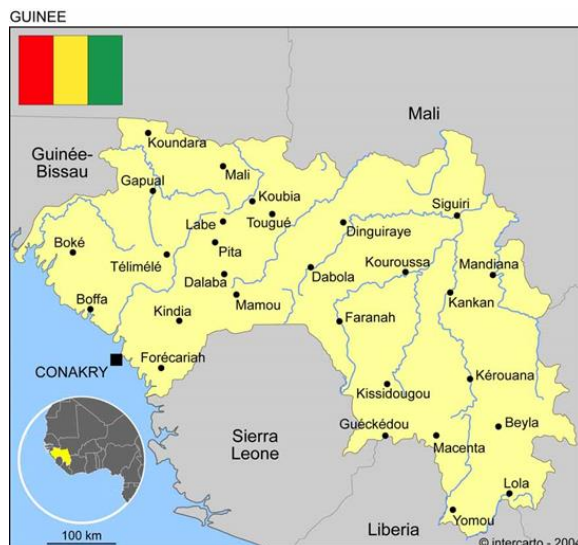 GUINEE
Mali
Koundara
Guinée-
Bissau
Mali
Gapual
Koubia
Siguiri
Labe
Tougué
Dinguiraye
Boké
Pita
Télimélé
Kouroussa
Mandiana
Dabola
Dalaba
Boffa
Mamou
Kankan
Kindia
Faranah
CONAKRY
Forécariah
Kissidougou
Kérouana
Sierra
Leone
Guéckédou
Beyla
Macenta
Lola
Yomou
Liberia
100 km
© intercarto - 2004